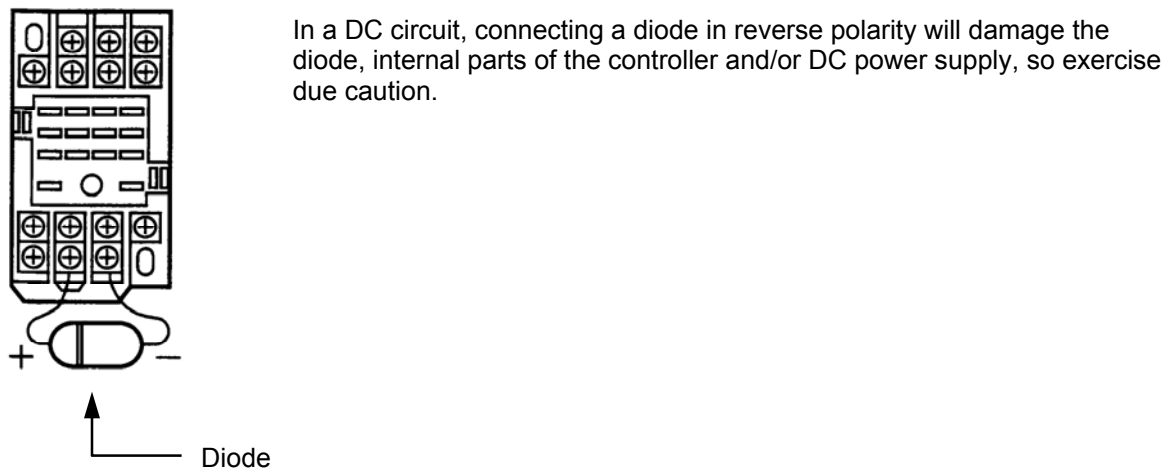 In a DC circuit, connecting a diode in reverse polarity will damage the
diode, internal parts of the controller and/or DC power supply, so exercise
due caution.
+ −
Diode